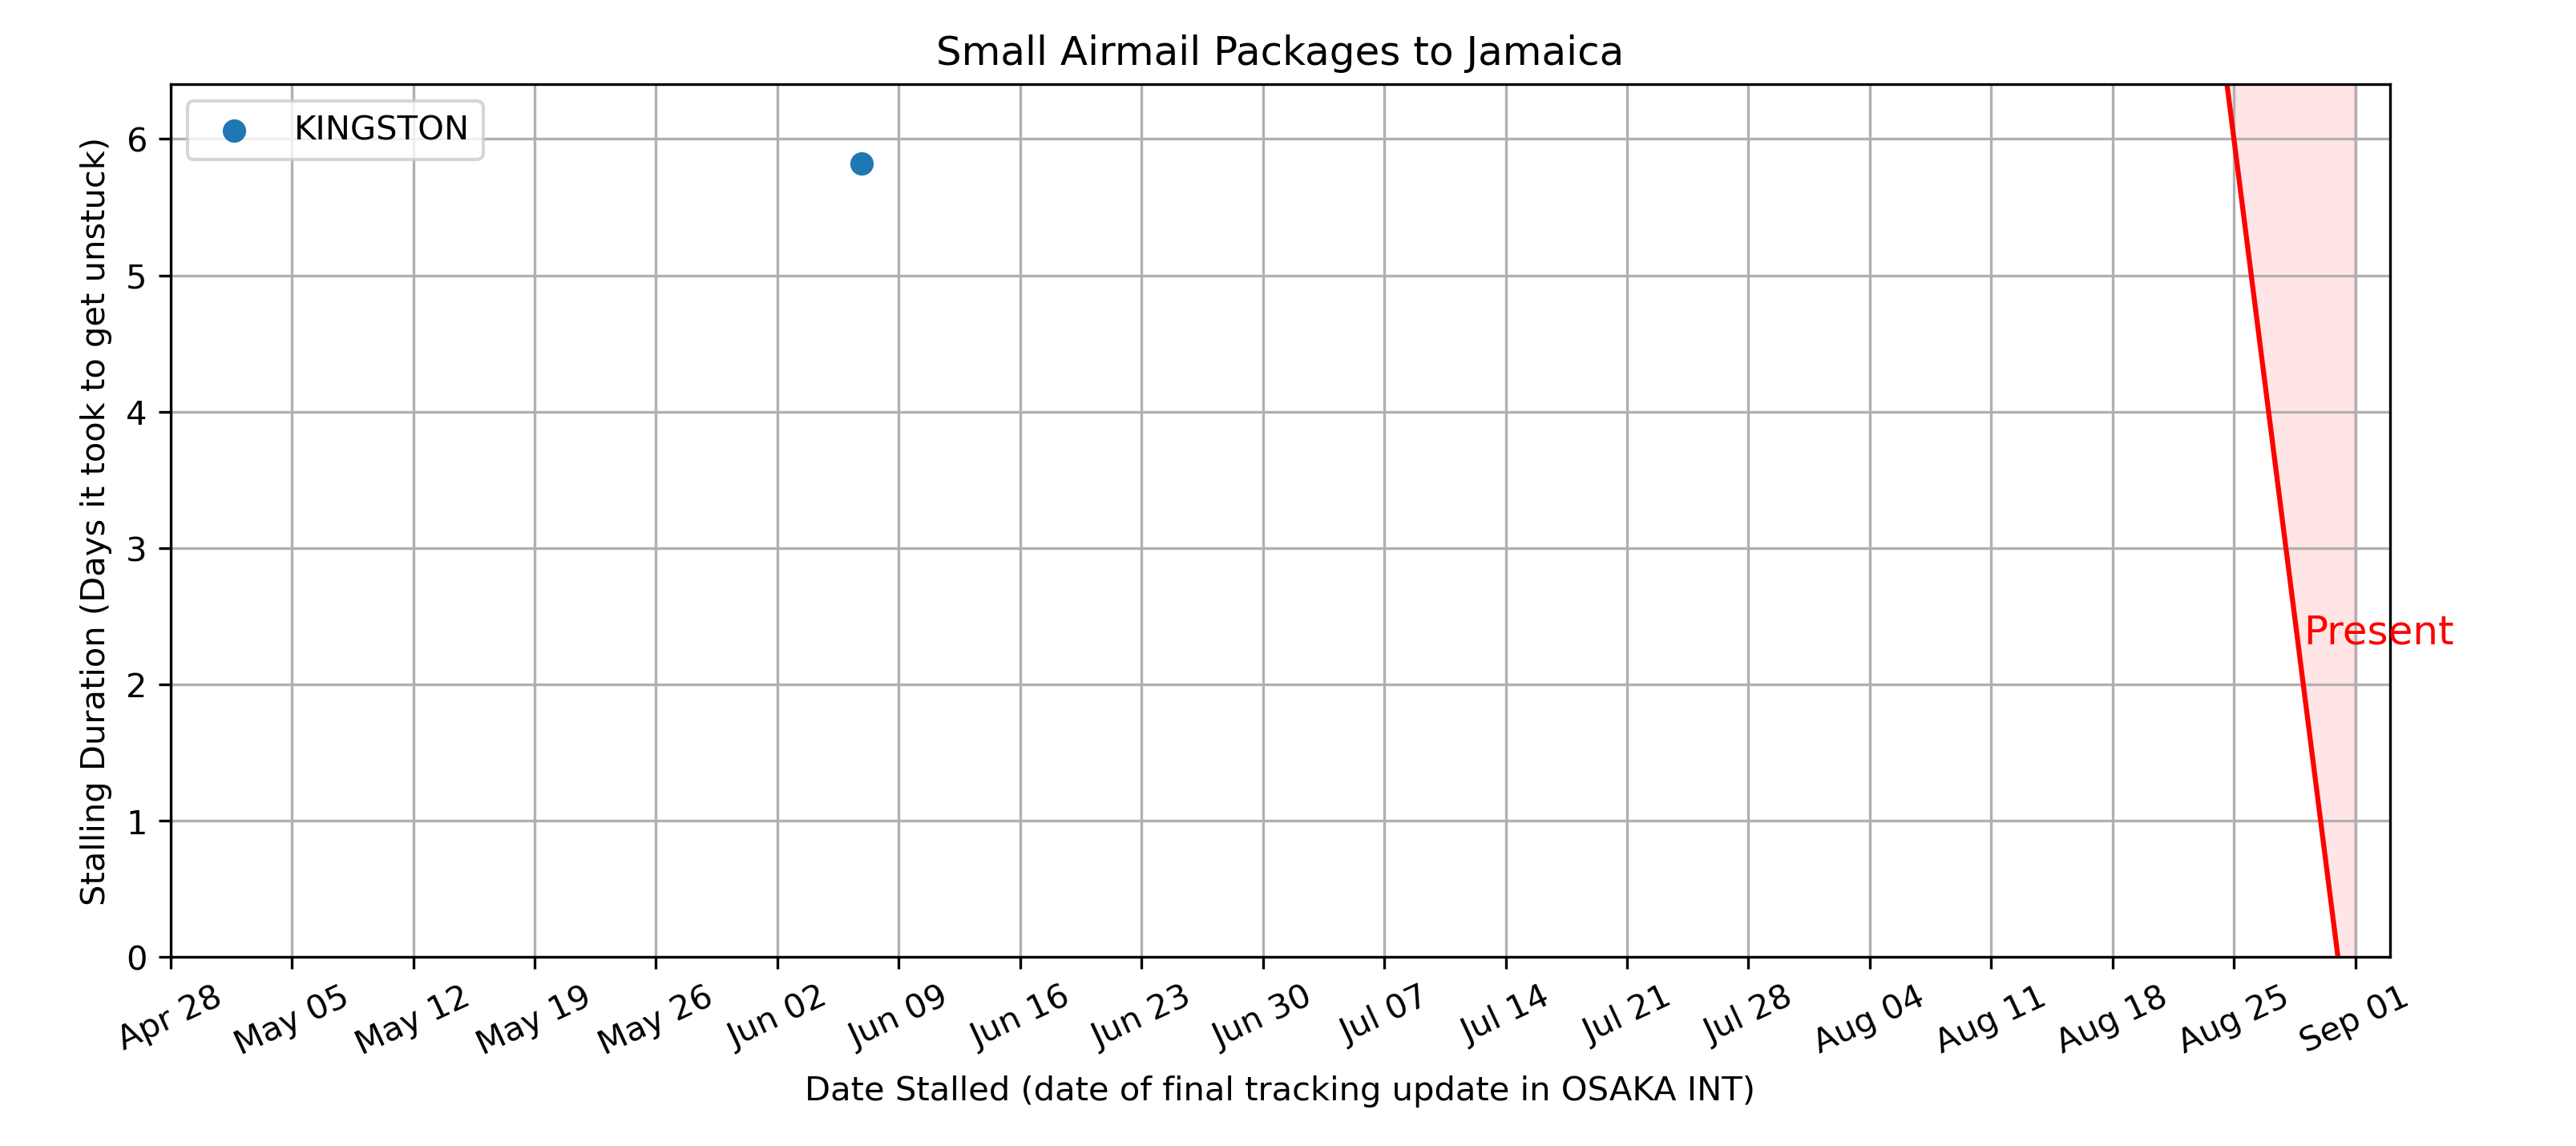 Small Airmail Packages to Jamaica
KINGSTON
Stalling Duration (Days it took to get unstuck)
6
5
4
3
2
1
0
Present
Apr 28
May 05
May 12
May 19
May 26
Jun 02
Jun 09
Jun 16
Jun 23
Jun 30
Jul 07
Jul 14
Jul 21
Jul 28
Aug 04
Aug 11
Aug 18
Aug 25
Sep 01
Date Stalled (date of final tracking update in OSAKA INT)